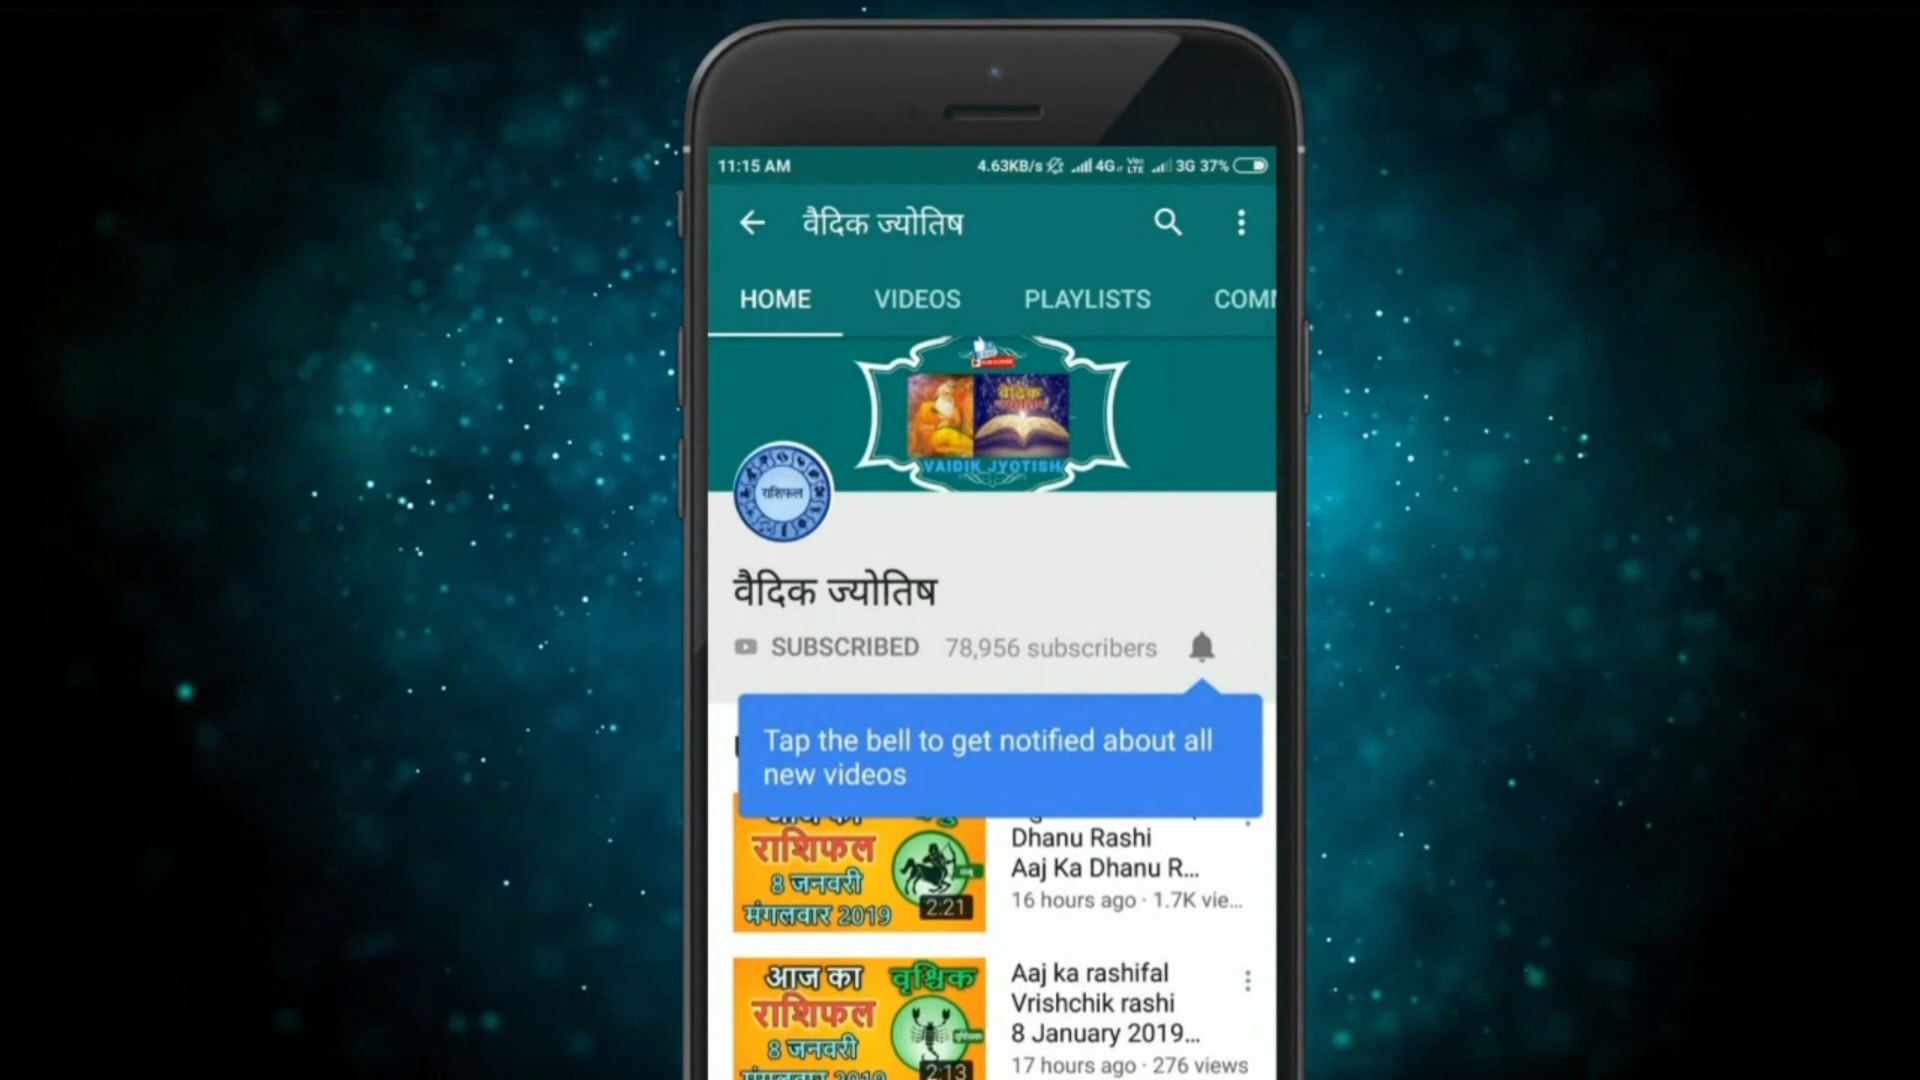 11:15 AM
4.63KB/s 4G VoLTE 3G 37%
वैदिक ज्योतिष
HOME VIDEOS PLAYLISTS COMM
वैदिक
VAIDIK JYOTISH
राशिफल
वैदिक ज्योतिष
SUBSCRIBED 78,956 subscribers
Tap the bell to get notified about all
new videos
राशिफल
8 जनवरी
मंगलवार 2019
2:21
Dhanu Rashi
Aaj Ka Dhanu R...
16 hours ago · 1.7K vie...
आज का वृश्चिक
राशिफल
8 जनवरी
2:13
Aaj ka rashifal
Vrishchik rashi
8 January 2019...
17 hours ago · 276 views